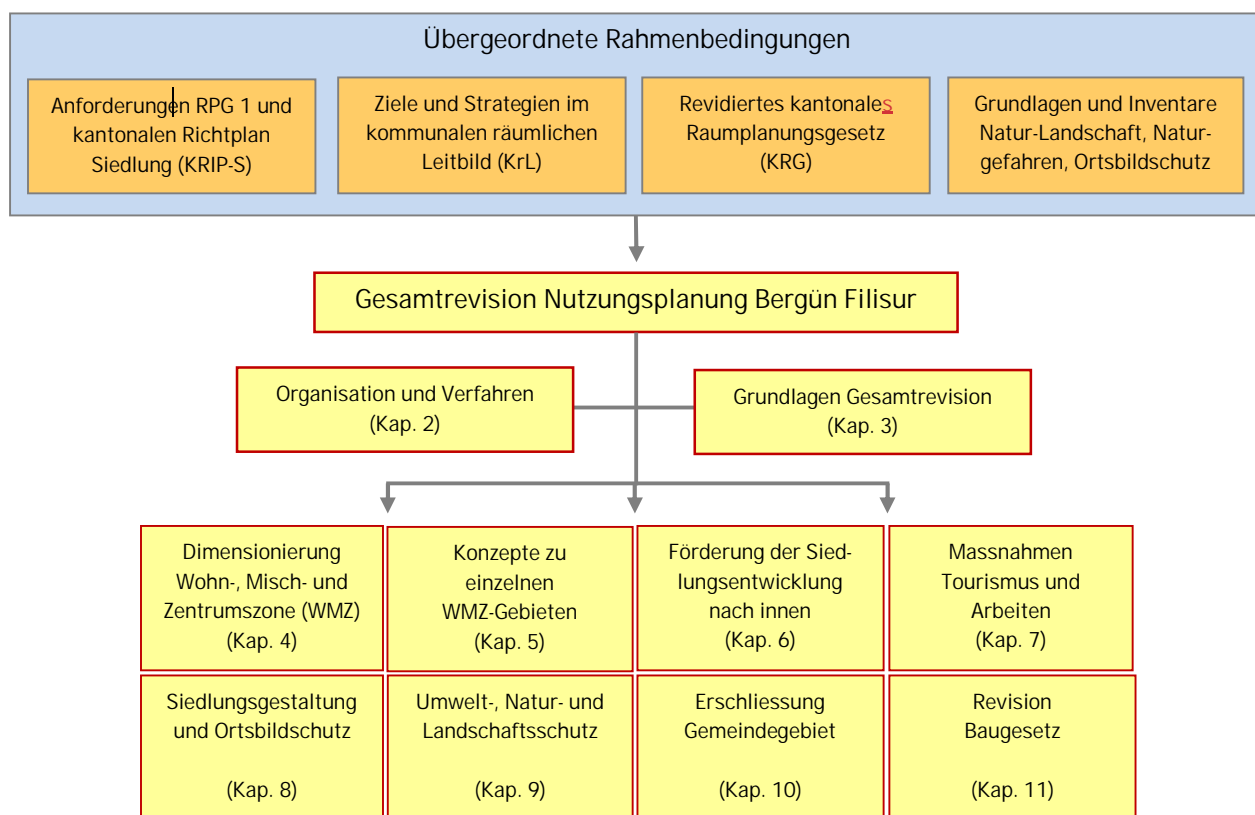 Übergeordnete Rahmenbedingungen
Anforderungen RPG 1 und
kantonalen Richtplan
Siedlung (KRIP-S)
Ziele und Strategien im
kommunalen räumlichen
Leitbild (KrL)
Revidiertes kantonales
Raumplanungsgesetz
(KRG)
Grundlagen und Inventare
Natur-Landschaft, Natur-
gefahren, Ortsbildschutz
Gesamtrevision Nutzungsplanung Bergün Filisur
Organisation und Verfahren
(Kap. 2)
Grundlagen Gesamtrevision
(Kap. 3)
Dimensionierung
Wohn-, Misch- und
Zentrumszone (WMZ)
(Kap. 4)
Konzepte zu
einzelnen
WMZ-Gebieten
(Kap. 5)
Förderung der Sied-
lungsentwicklung
nach innen
(Kap. 6)
Massnahmen
Tourismus und
Arbeiten
(Kap. 7)
Siedlungsgestaltung
und Ortsbildschutz
(Kap. 8)
Umwelt-, Natur- und
Landschaftsschutz
(Kap. 9)
Erschliessung
Gemeindegebiet
(Kap. 10)
Revision
Baugesetz
(Kap. 11)